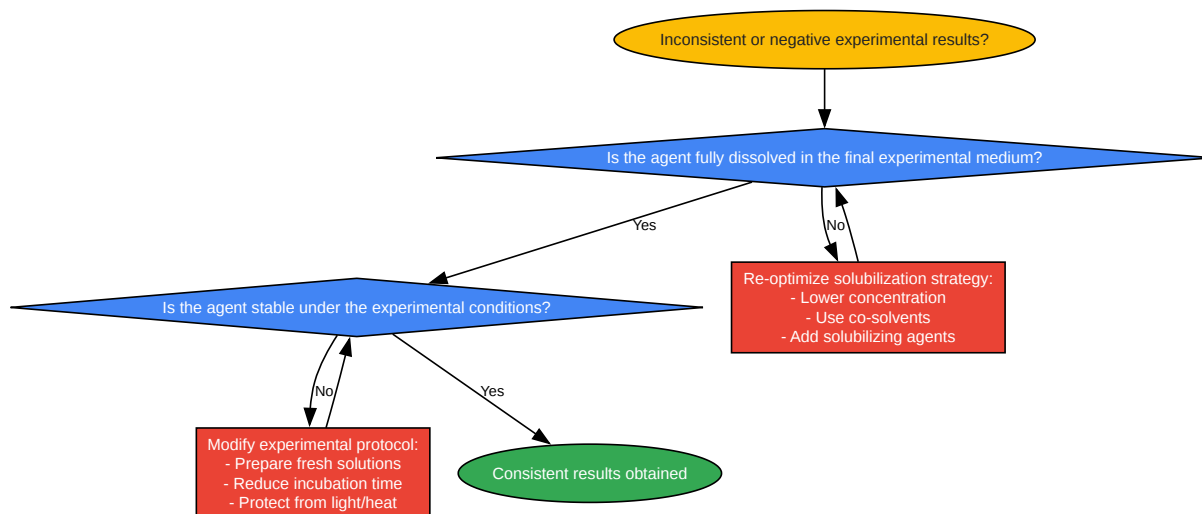 Inconsistent or negative experimental results?
Is the agent fully dissolved in the final experimental medium?
Yes
No
Re-optimize solubilization strategy:
- Lower concentration
- Use co-solvents
- Add solubilizing agents
Is the agent stable under the experimental conditions?
No
Yes
Modify experimental protocol:
- Prepare fresh solutions
- Reduce incubation time
- Protect from light/heat
Consistent results obtained